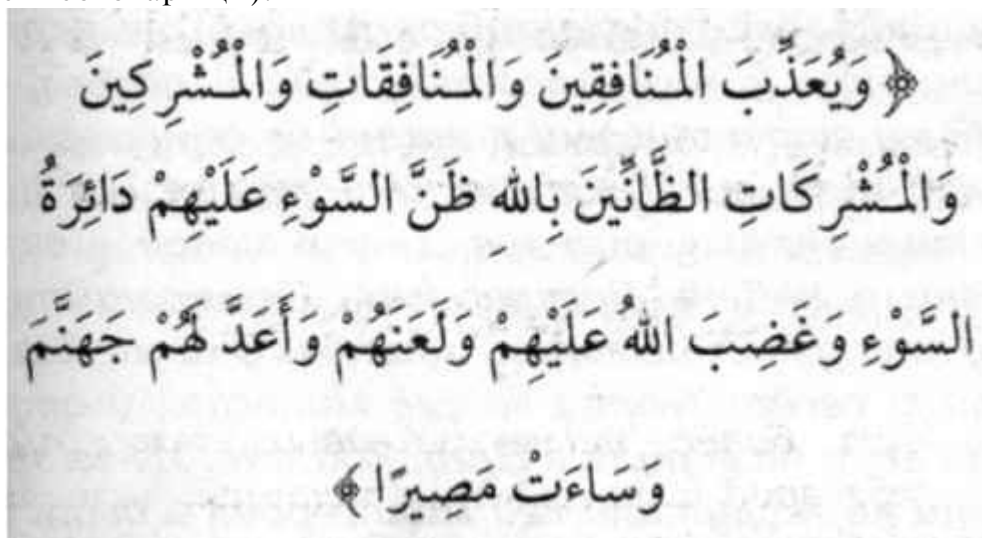 ﴿ وَيُعَذِّبَ الْمُنَافِقِينَ وَالْمُنَافِقَاتِ وَالْمُشْرِكِينَ
وَالْمُشْرِكَاتِ الظَّانِّينَ بِالله ظَنَّ السَّوْءِ عَلَيْهِمْ دَائِرَةُ
السَّوْءِ وَغَضِبَ اللهُ عَلَيْهِمْ وَلَعَنَهُمْ وَأَعَدَّ لَهُمْ جَهَنَّمَ
وَسَاءَتْ مَصِيرًا ﴾